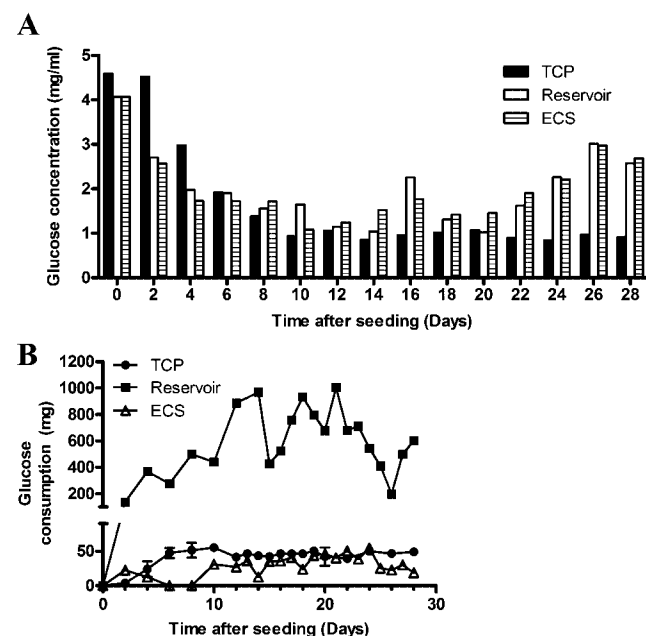 A
Glucose concentration (mg/ml)
5
4
3
2
1
0
TCP
Reservoir
ECS
0 2 4 6 8 10 12 14 16 18 20 22 24 26 28
Time after seeding (Days)
B
Glucose
consumption (mg)
1200
1000
800
600
400
200
50
0
TCP
Reservoir
ECS
0 10 20 30
Time after seeding (Days)